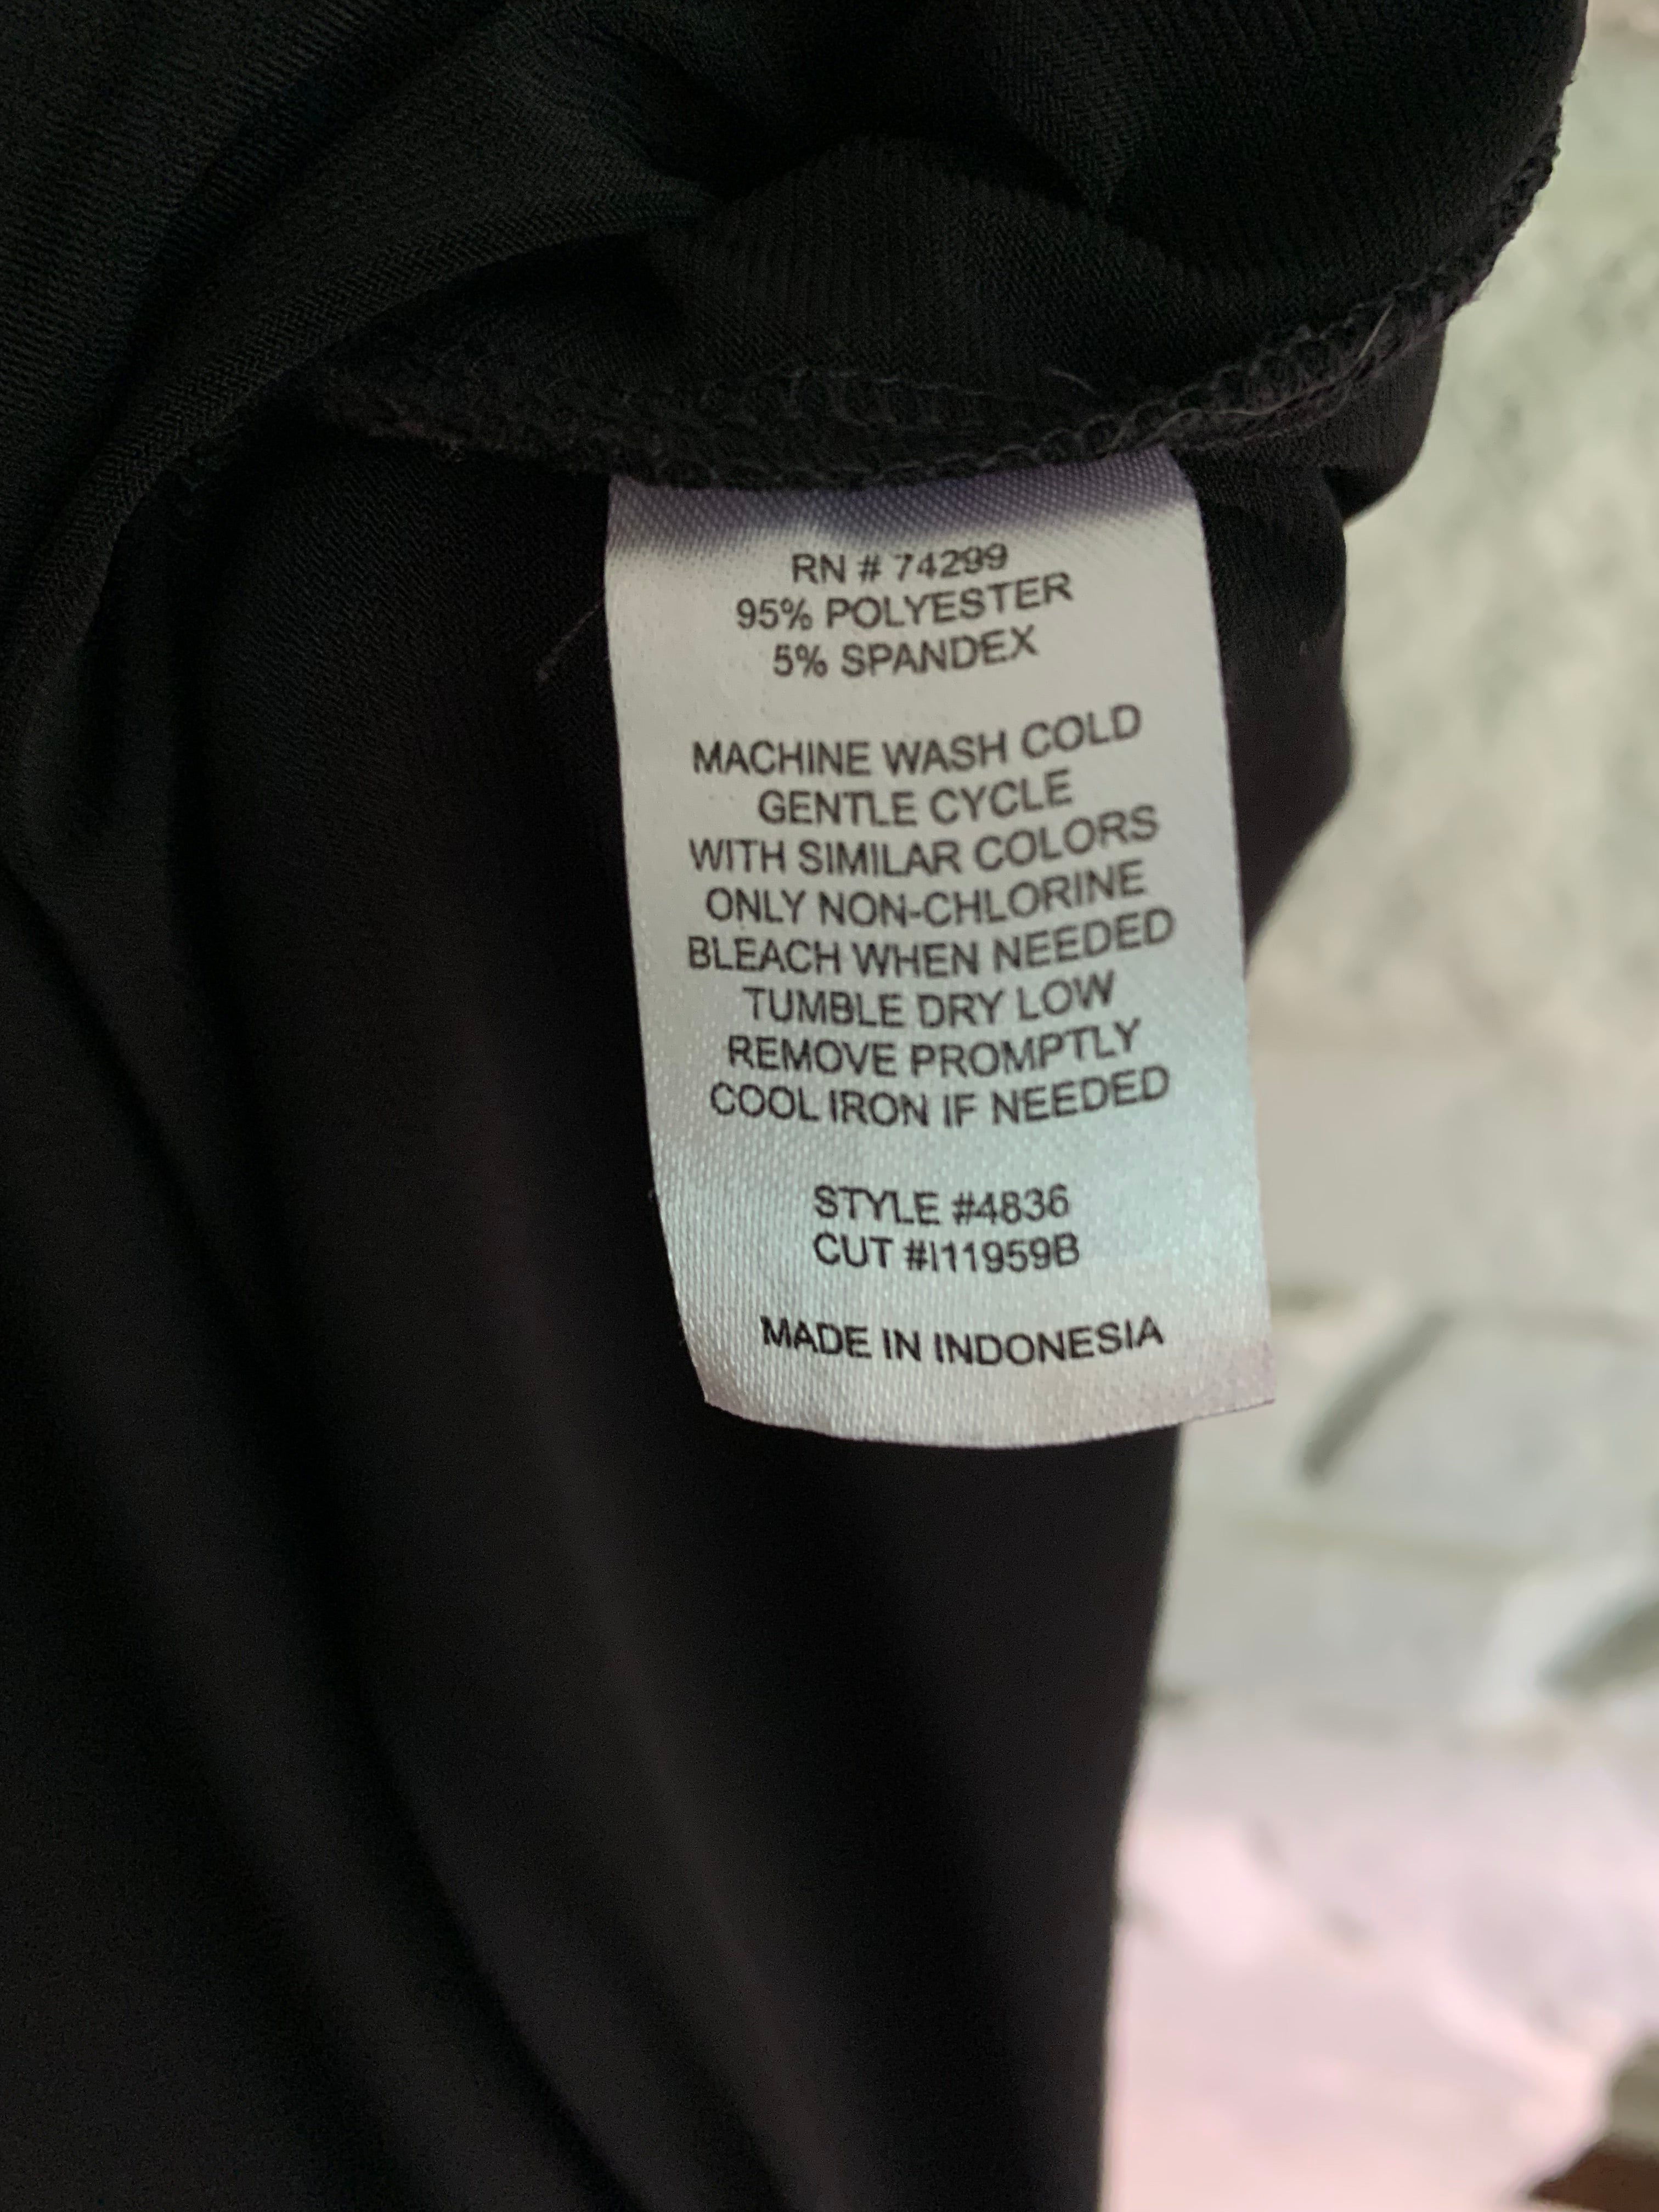 RN # 74299
95% POLYESTER
5% SPANDEX
MACHINE WASH COLD
GENTLE CYCLE
WITH SIMILAR COLORS
ONLY NON-CHLORINE
BLEACH WHEN NEEDED
TUMBLE DRY LOW
REMOVE PROMPTLY
COOL IRON IF NEEDED
STYLE #4836
CUT #I11959B
MADE IN INDONESIA